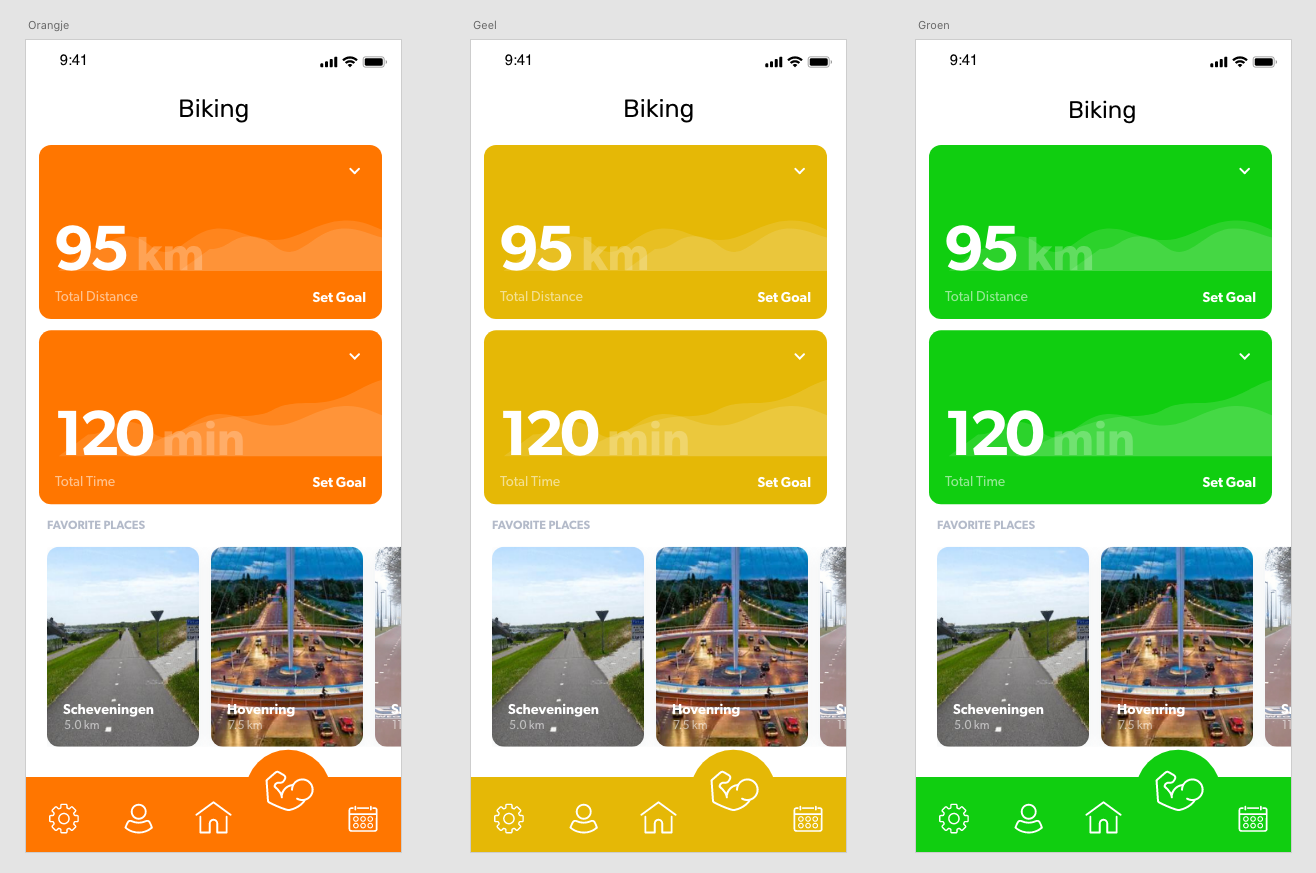 Orangje
9:41
Biking
95 km
Total Distance
Set Goal
120 min
Total Time
Set Goal
FAVORITE PLACES
Scheveningen
5.0 km
Hovenring
7.5 km
Geel
9:41
Biking
95 km
Total Distance
Set Goal
120 min
Total Time
Set Goal
FAVORITE PLACES
Scheveningen
5.0 km
Hovenring
7.5 km
Groen
9:41
Biking
95 km
Total Distance
Set Goal
120 min
Total Time
Set Goal
FAVORITE PLACES
Scheveningen
5.0 km
Hovenring
7.5 km